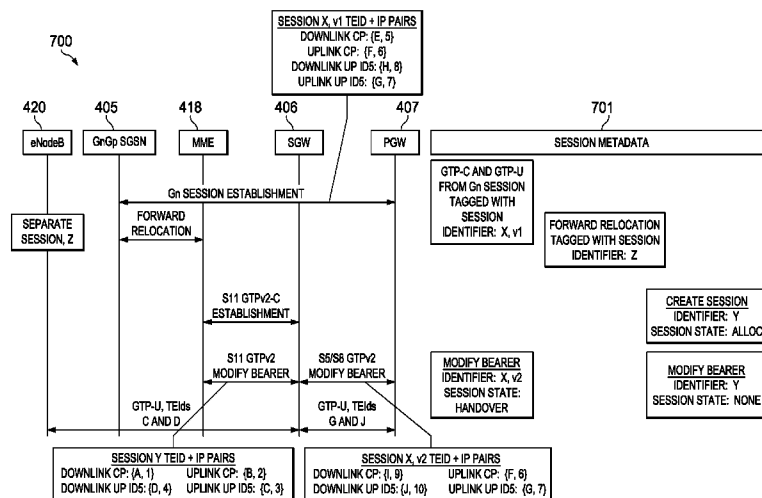 SESSION X, v1 TEID + IP PAIRS
DOWNLINK CP: {E, 5}
UPLINK CP: {F, 6}
DOWNLINK UP ID5: {H, 8}
UPLINK UP ID5: {G, 7}
700
420
405
418
406
407
701
eNodeB
GnGp SGSN
MME
SGW
PGW
SESSION METADATA
Gn SESSION ESTABLISHMENT
GTP-C AND GTP-U
FROM Gn SESSION
TAGGED WITH
SESSION
IDENTIFIER: X, v1
SEPARATE
SESSION, Z
FORWARD
RELOCATION
FORWARD RELOCATION
TAGGED WITH SESSION
IDENTIFIER: Z
S11 GTPv2-C
ESTABLISHMENT
CREATE SESSION
IDENTIFIER: Y
SESSION STATE: ALLOC
S11 GTPv2
MODIFY BEARER
S5/S8 GTPv2
MODIFY BEARER
MODIFY BEARER
IDENTIFIER: X, v2
SESSION STATE:
HANDOVER
MODIFY BEARER
IDENTIFIER: Y
SESSION STATE: NONE
GTP-U, TEIds
C AND D
GTP-U, TEIds
G AND J
SESSION Y TEID + IP PAIRS
DOWNLINK CP: {A, 1} UPLINK CP: {B, 2}
DOWNLINK UP ID5: {D, 4} UPLINK UP ID5: {C, 3}
SESSION X, v2 TEID + IP PAIRS
DOWNLINK CP: {I, 9} UPLINK CP: {F, 6}
DOWNLINK UP ID5: {J, 10} UPLINK UP ID5: {G, 7}